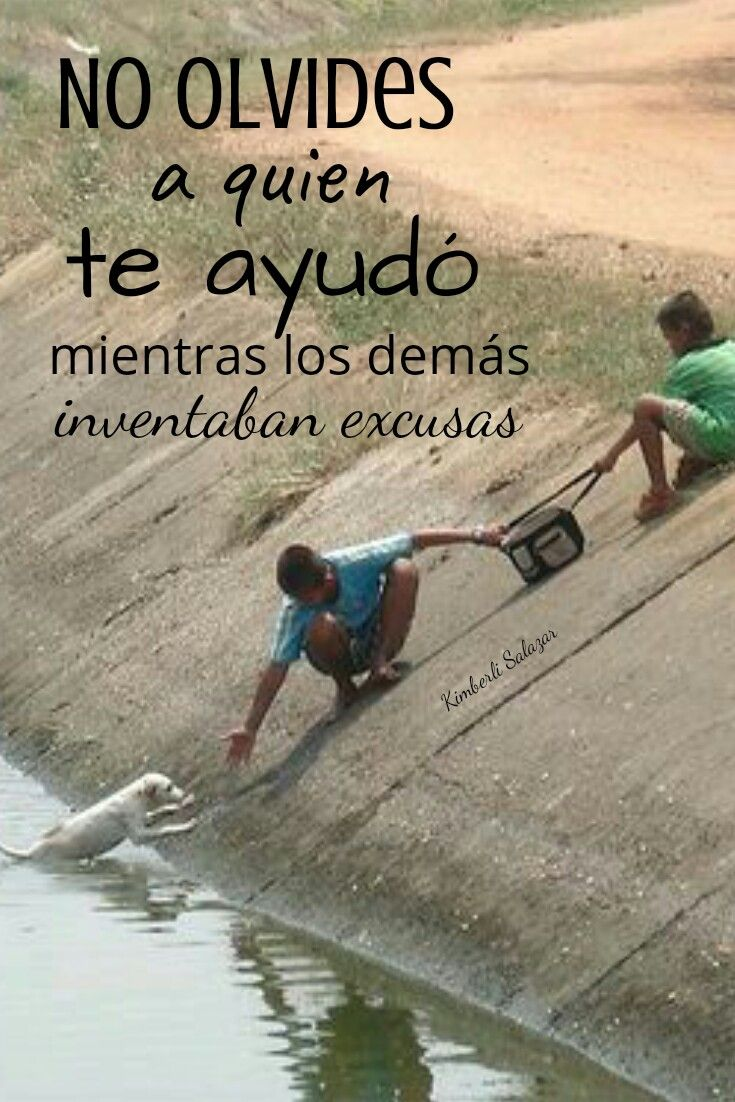 NO OLVIDES
a quien
te ayudó
mientras los demás
inventaban excusas
Kimberli Salazar